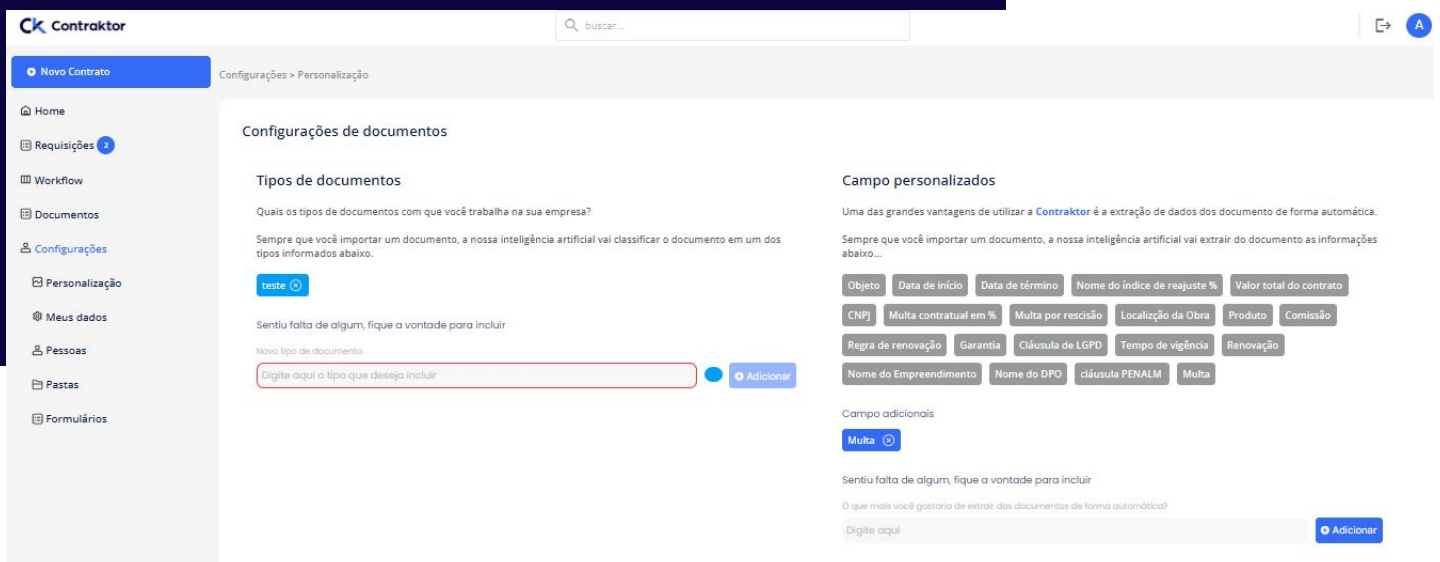 CK Contraktor
buscar...
A
Novo Contrato
Configurações > Personalização
Home
Requisições 2
Workflow
Documentos
Configurações
Personalização
Meus dados
Pessoas
Pastas
Formulários
Configurações de documentos
Tipos de documentos
Quais os tipos de documentos com que você trabalha na sua empresa?
Sempre que você importar um documento, a nossa inteligência artificial vai classificar o documento em um dos
tipos informados abaixo.
teste
Sentiu falta de algum, fique a vontade para incluir
Novo tipo de documento
Digite aqui o tipo que deseja incluir
Adicionar
Campo personalizados
Uma das grandes vantagens de utilizar a Contraktor é a extração de dados dos documento de forma automática.
Sempre que você importar um documento, a nossa inteligência artificial vai extrair do documento as informações
abaixo...
Objeto Data de início Data de término Nome do índice de reajuste % Valor total do contrato
CNPJ Multa contratual em % Multa por rescisão Localizção da Obra Produto Comissão
Regra de renovação Garantia Cláusula de LGPD Tempo de vigência Renovação
Nome do Empreendimento Nome do DPO cláusula PENALM Multa
Campo adicionais
Multa
Sentiu falta de algum, fique a vontade para incluir
O que mais você gostaria de extrair dos documentos de forma automática?
Digite aqui
Adicionar